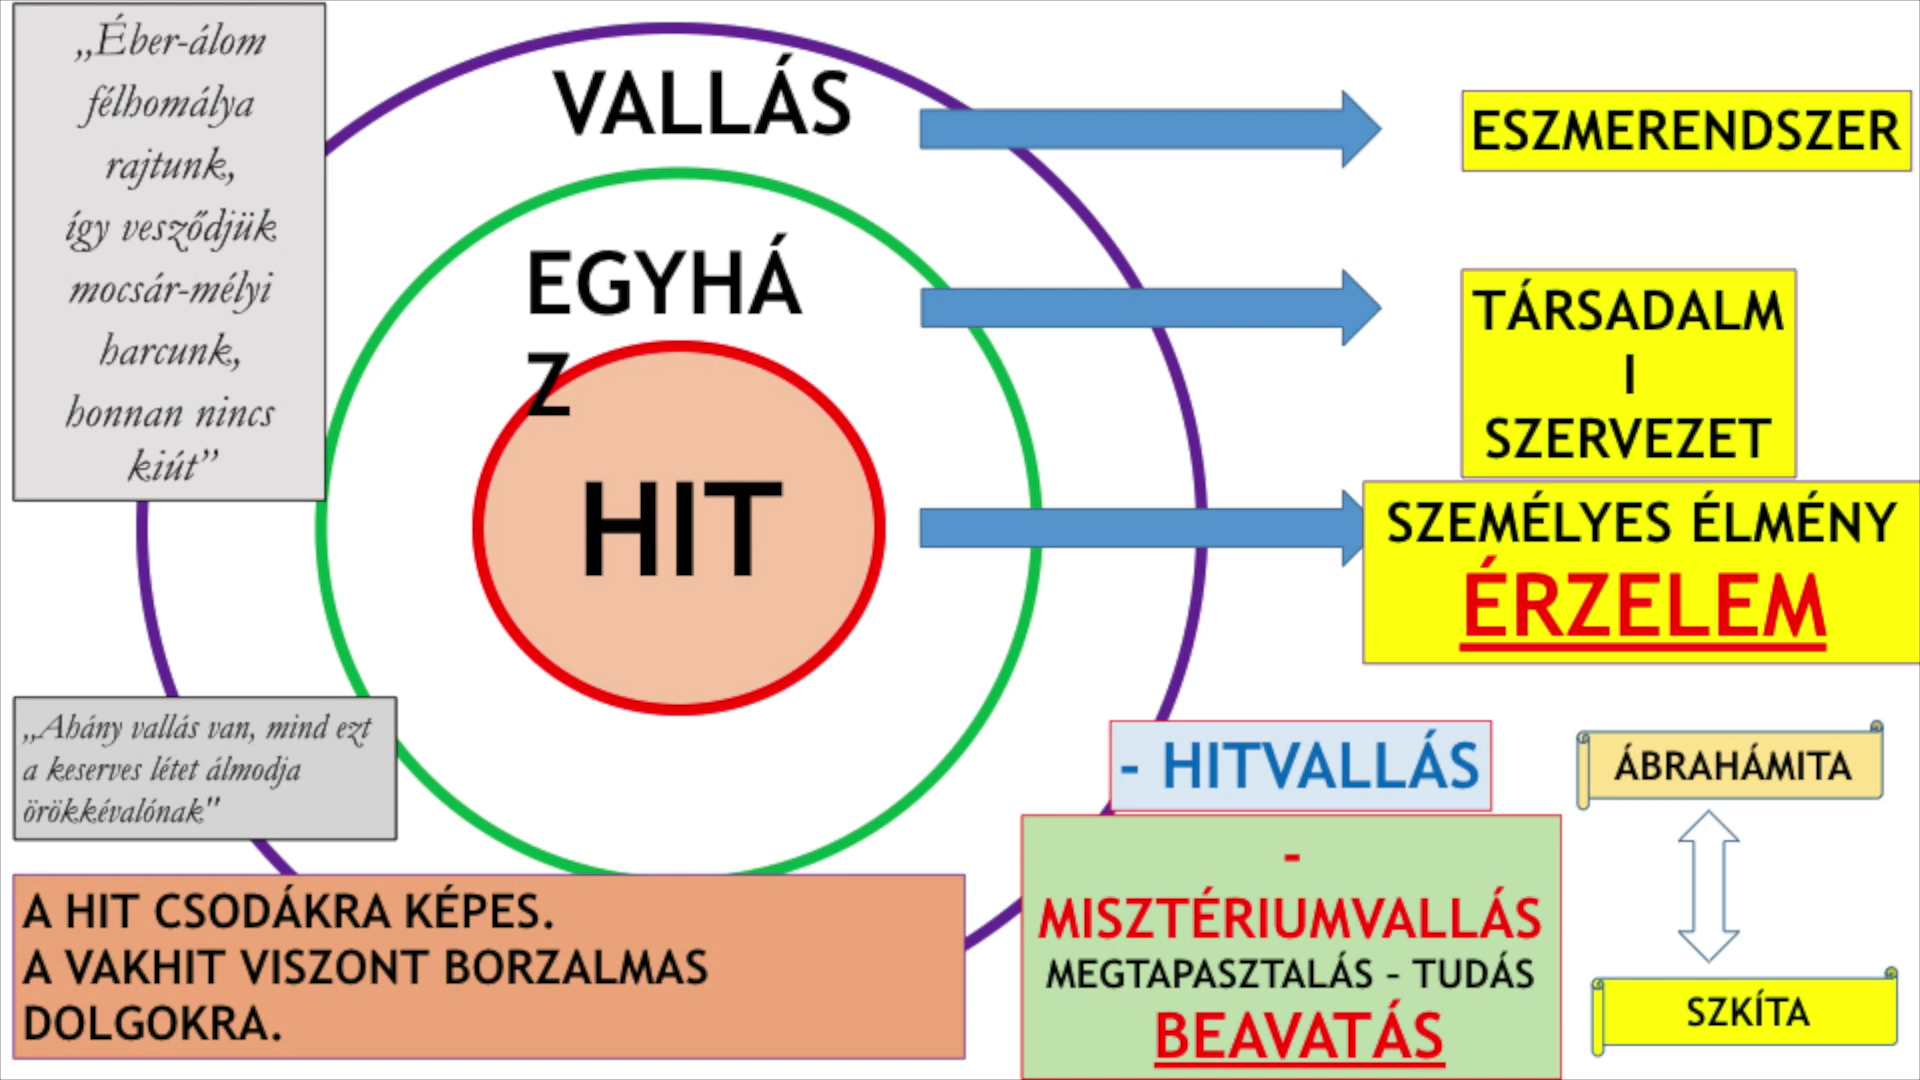 „Éber-álom
félhomálya
rajtunk,
így vesződjük
mocsár-mélyi
harcunk,
honnan nincs
kiút”
VALLÁS
ESZMERENDSZER
EGYHÁ
Z
TÁRSADALM
I
SZERVEZET
HIT
SZEMÉLYES ÉLMÉNY
ÉRZELEM
„Ahány vallás van, mind ezt
a keserves létet álmodja
örökkévalónak"
- HITVALLÁS
ÁBRAHÁMITA
A HIT CSODÁKRA KÉPES.
A VAKHIT VISZONT BORZALMAS
DOLGOKRA.
-
MISZTÉRIUMVALLÁS
MEGTAPASZTALÁS – TUDÁS
BEAVATÁS
SZKÍTA